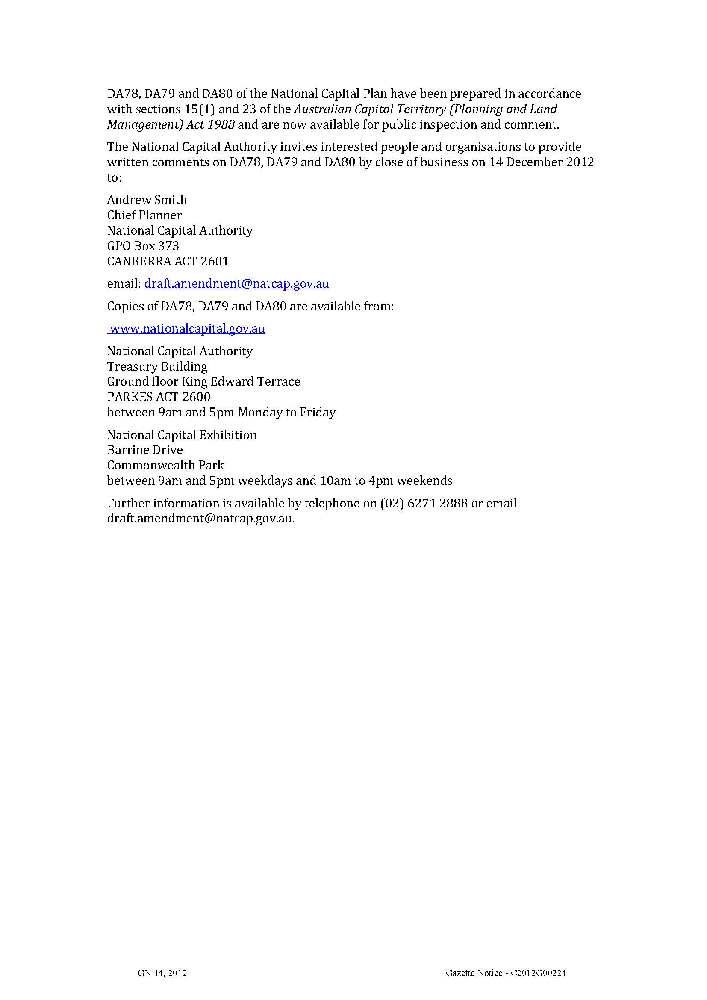 DA78, DA79 and DA80 of the National Capital Plan have been prepared in accordance
with sections 15(1) and 23 of the Australian Capital Territory (Planning and Land
Management) Act 1988 and are now available for public inspection and comment.
The National Capital Authority invites interested people and organisations to provide
written comments on DA78, DA79 and DA80 by close of business on 14 December 2012
to:
Andrew Smith
Chief Planner
National Capital Authority
GPO Box 373
CANBERRA ACT 2601
email: draft.amendment@natcap.gov.au
Copies of DA78, DA79 and DA80 are available from:
www.nationalcapital.gov.au
National Capital Authority
Treasury Building
Ground floor King Edward Terrace
PARKES ACT 2600
between 9am and 5pm Monday to Friday
National Capital Exhibition
Barrine Drive
Commonwealth Park
between 9am and 5pm weekdays and 10am to 4pm weekends
Further information is available by telephone on (02) 6271 2888 or email
draft.amendment@natcap.gov.au.
GN 44, 2012
Gazette Notice - C2012G00224